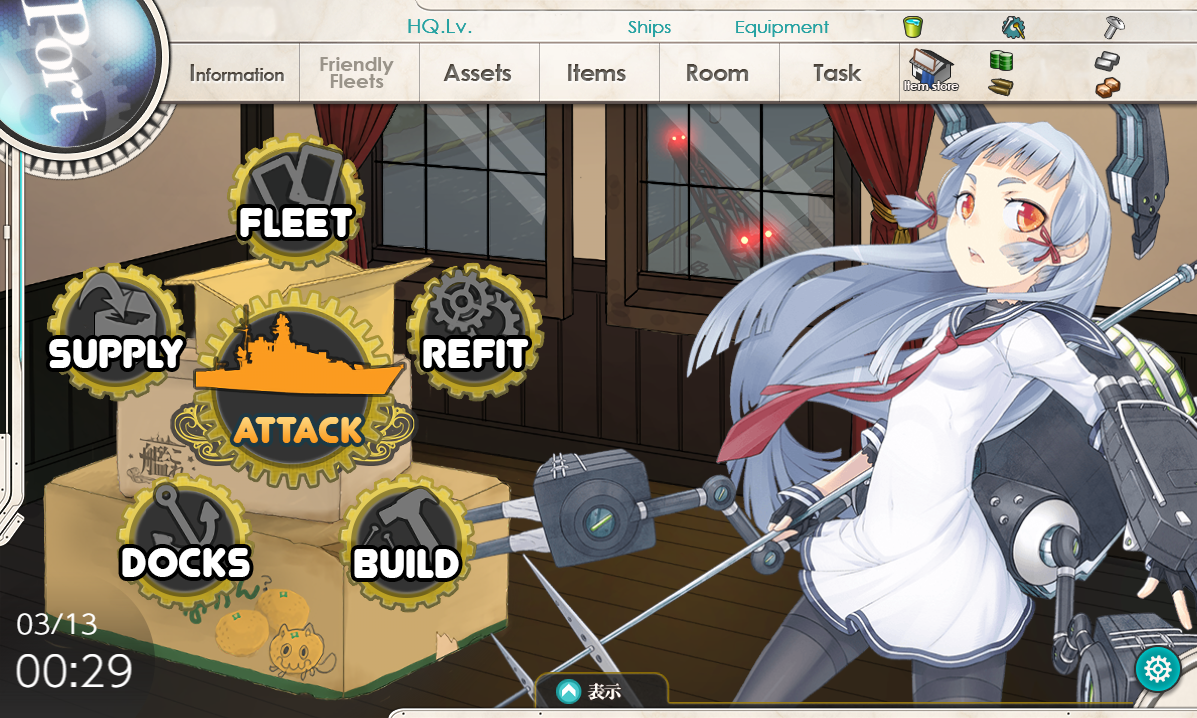 Port
HQ.Lv.
Ships
Equipment
Information
Friendly
Fleets
Assets
Items
Room
Task
Item store
FLEET
SUPPLY
REFIT
ATTACK
DOCKS
BUILD
03/13
00:29
表示